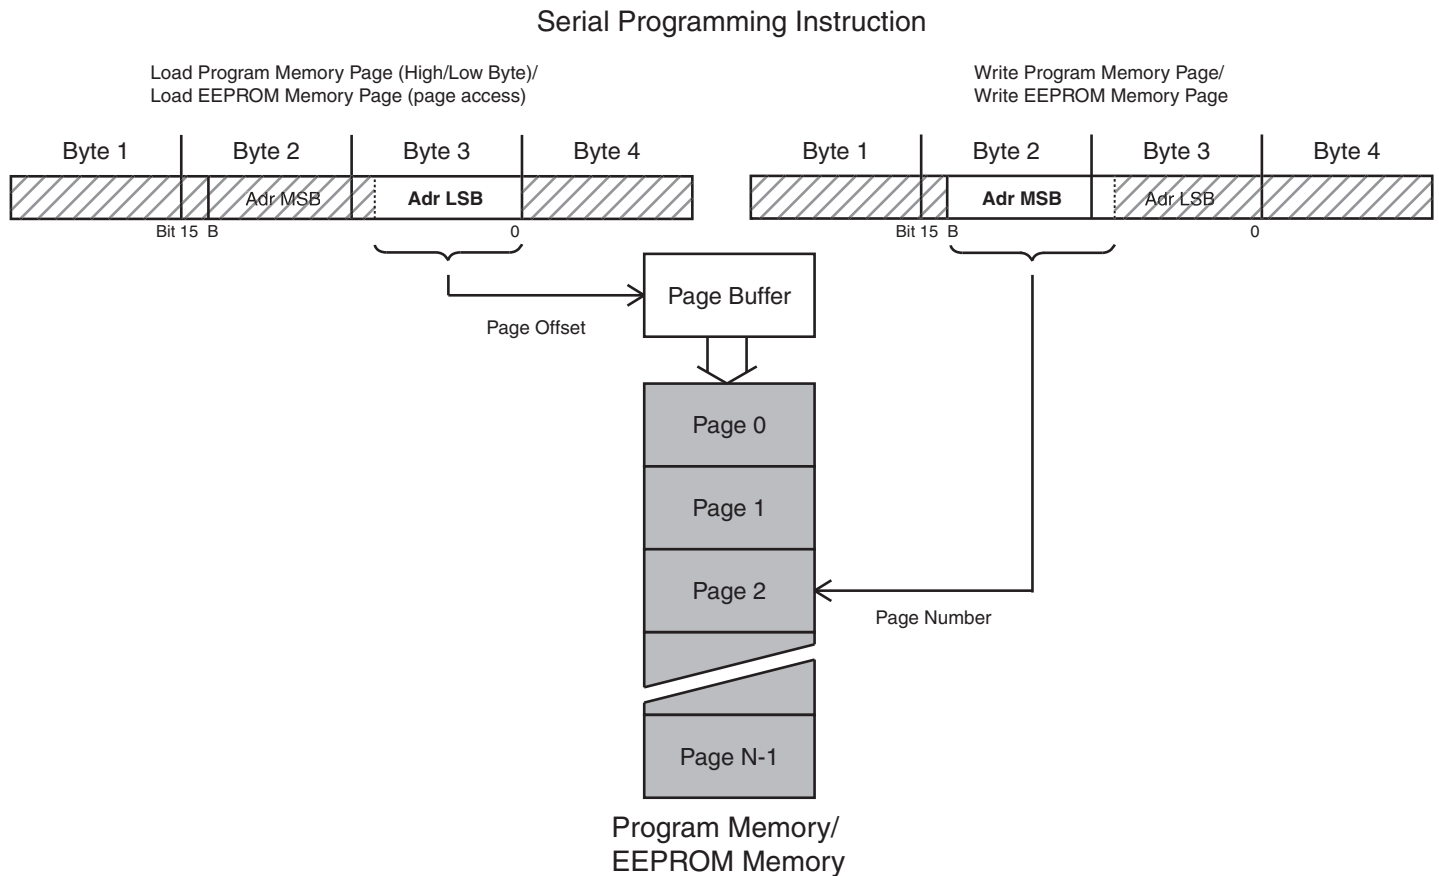 Serial Programming Instruction
Load Program Memory Page (High/Low Byte)/
Load EEPROM Memory Page (page access)
Write Program Memory Page/
Write EEPROM Memory Page
Byte 1 Byte 2 Byte 3 Byte 4
Adr MSB Adr LSB
Bit 15 B 0
Byte 1 Byte 2 Byte 3 Byte 4
Adr MSB Adr LSB
Bit 15 B 0
Page Buffer
Page Offset
Page 0
Page 1
Page 2
Page Number
Page N-1
Program Memory/
EEPROM Memory